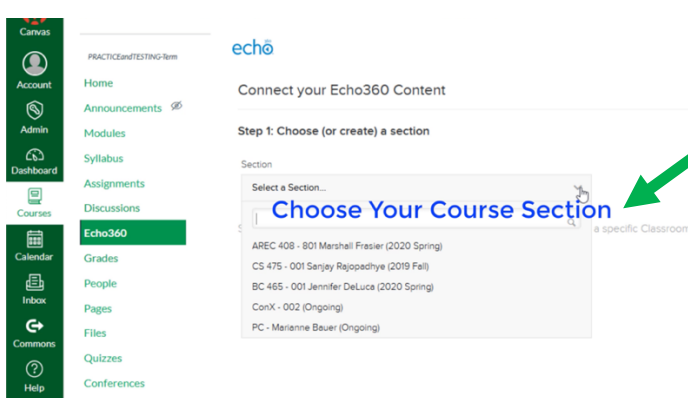 Canvas
Account
Admin
Dashboard
Courses
Calendar
Inbox
Commons
Help
PRACTICEandTESTING-Term
Home
Announcements
Modules
Syllabus
Assignments
Discussions
Echo360
Grades
People
Pages
Files
Quizzes
Conferences
echo
Connect your Echo360 Content
Step 1: Choose (or create) a section
Section
Select a Section...
Choose Your Course Section
a specific Classroom
AREC 408 - 801 Marshall Frasier (2020 Spring)
CS 475 - 001 Sanjay Rajopadhye (2019 Fall)
BC 465 - 001 Jennifer DeLuca (2020 Spring)
ConX - 002 (Ongoing)
PC - Marianne Bauer (Ongoing)